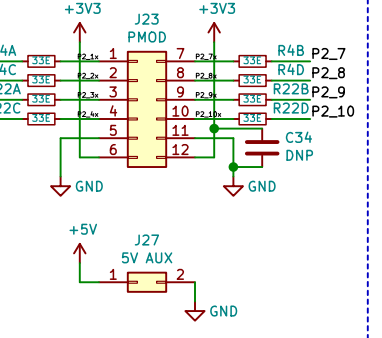 +3V3 J23 +3V3
PMOD
4A 33E P2_1x 1 7 P2_7x 33E R4B P2_7
4C 33E P2_2x 2 8 P2_8x 33E R4D P2_8
22A 33E P2_3x 3 9 P2_9x 33E R22B P2_9
22C 33E P2_4x 4 10 P2_10x 33E R22D P2_10
5 11
6 12
C34
DNP
GND GND
+5V J27
5V AUX
1 2
GND